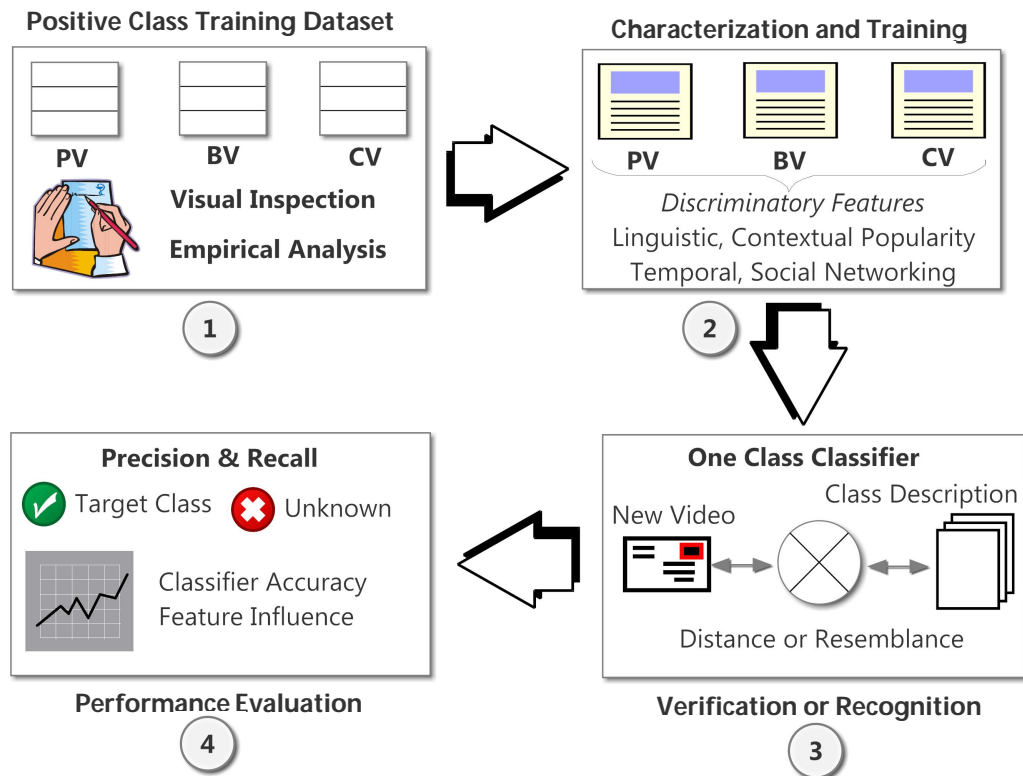 Positive Class Training Dataset
PV
BV
CV
Visual Inspection
Empirical Analysis
1
Characterization and Training
PV
BV
CV
Discriminatory Features
Linguistic, Contextual Popularity
Temporal, Social Networking
2
One Class Classifier
Class Description
New Video
Distance or Resemblance
Verification or Recognition
3
Precision & Recall
Target Class
Unknown
Classifier Accuracy
Feature Influence
Performance Evaluation
4